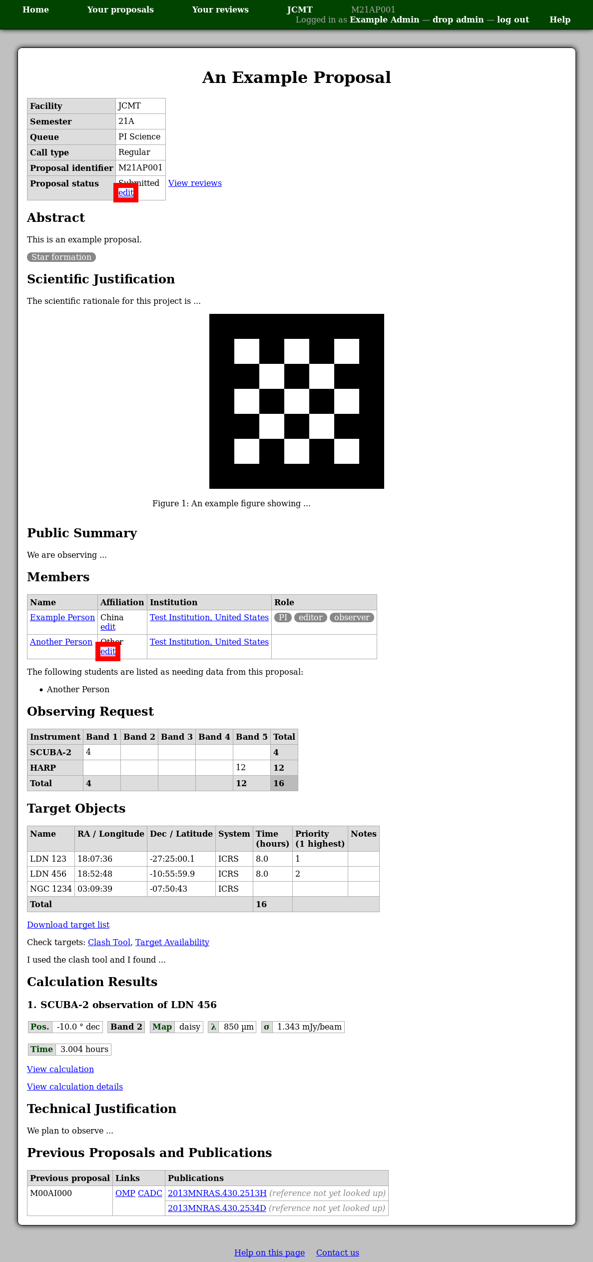 Home Your proposals Your reviews JCMT M21AP001
Logged in as Example Admin — drop admin — log out Help
An Example Proposal
Facility JCMT
Semester 21A
Queue PI Science
Call type Regular
Proposal identifier M21AP001
Proposal status Submitted View reviews
edit
Abstract
This is an example proposal.
Star formation
Scientific Justification
The scientific rationale for this project is ...
Figure 1: An example figure showing ...
Public Summary
We are observing ...
Members
Name Affiliation Institution Role
Example Person China Test Institution, United States PI editor observer
edit
Another Person Other Test Institution, United States
edit
The following students are listed as needing data from this proposal:
• Another Person
Observing Request
Instrument Band 1 Band 2 Band 3 Band 4 Band 5 Total
SCUBA-2 4 4
HARP 12 12
Total 4 12 16
Target Objects
Name RA / Longitude Dec / Latitude System Time Priority Notes
(hours) (1 highest)
LDN 123 18:07:36 -27:25:00.1 ICRS 8.0 1
LDN 456 18:52:48 -10:55:59.9 ICRS 8.0 2
NGC 1234 03:09:39 -07:50:43 ICRS
Total 16
Download target list
Check targets: Clash Tool, Target Availability
I used the clash tool and I found ...
Calculation Results
1. SCUBA-2 observation of LDN 456
Pos. -10.0 ° dec Band 2 Map daisy λ 850 µm σ 1.343 mJy/beam
Time 3.004 hours
View calculation
View calculation details
Technical Justification
We plan to observe ...
Previous Proposals and Publications
Previous proposal Links Publications
M00AI000 OMP CADC 2013MNRAS.430.2513H (reference not yet looked up)
2013MNRAS.430.2534D (reference not yet looked up)
Help on this page Contact us